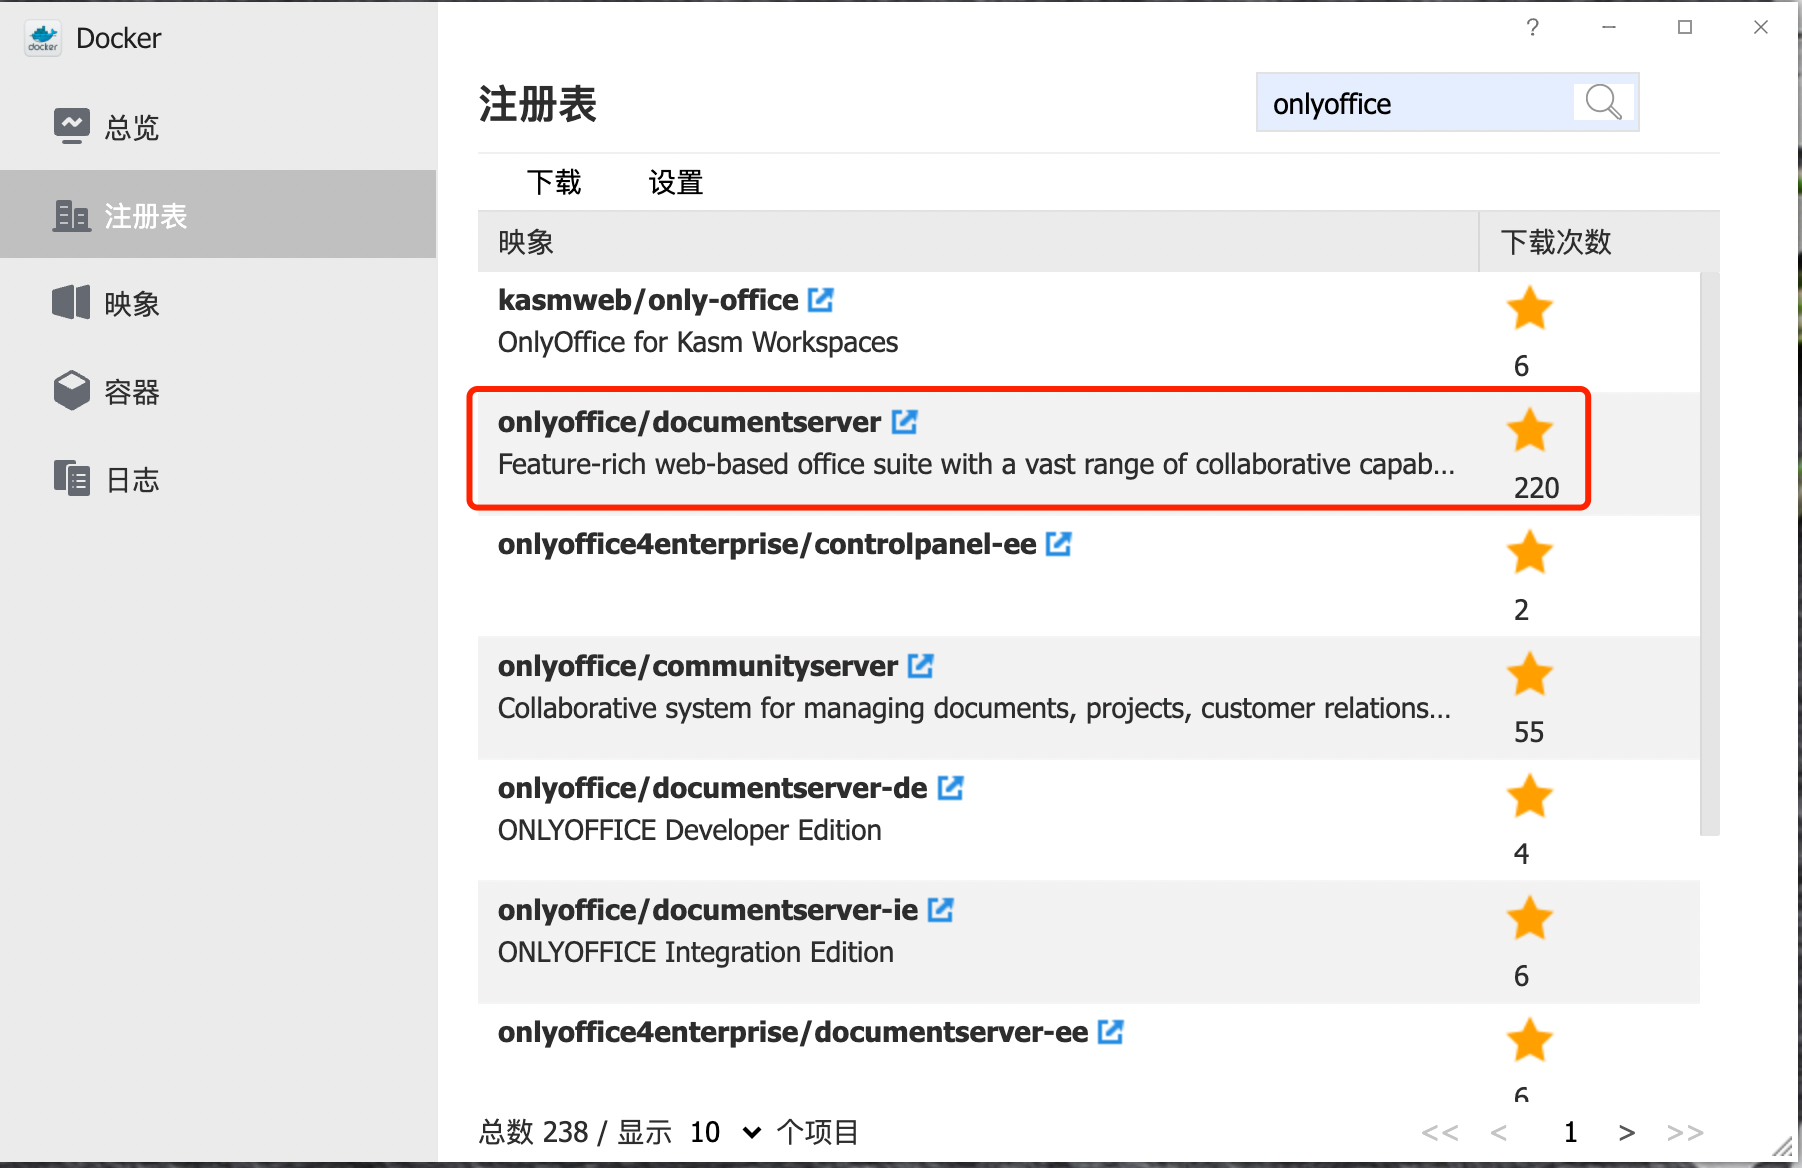 docker
Docker
?
总览
注册表
映象
容器
日志
注册表
onlyoffice
下载 设置
映象 下载次数
kasmweb/only-office
OnlyOffice for Kasm Workspaces
6
onlyoffice/documentserver
Feature-rich web-based office suite with a vast range of collaborative capab...
220
onlyoffice4enterprise/controlpanel-ee
2
onlyoffice/communityserver
Collaborative system for managing documents, projects, customer relations...
55
onlyoffice/documentserver-de
ONLYOFFICE Developer Edition
4
onlyoffice/documentserver-ie
ONLYOFFICE Integration Edition
6
onlyoffice4enterprise/documentserver-ee
6
总数 238 / 显示 10 个项目
<< < 1 > >>